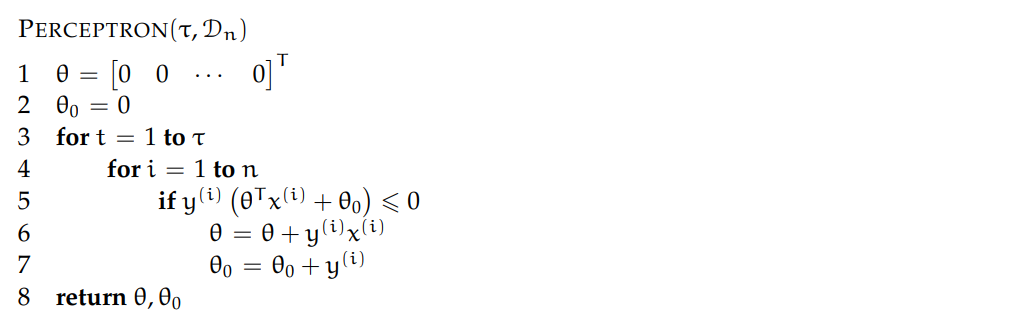 PERCEPTRON(τ, 𝒟ₙ)
1 θ = [0 0 ⋯ 0]ᵀ
2 θ₀ = 0
3 for t = 1 to τ
4 for i = 1 to n
5 if y⁽ⁱ⁾ (θᵀx⁽ⁱ⁾ + θ₀) ⩽ 0
6 θ = θ + y⁽ⁱ⁾x⁽ⁱ⁾
7 θ₀ = θ₀ + y⁽ⁱ⁾
8 return θ, θ₀